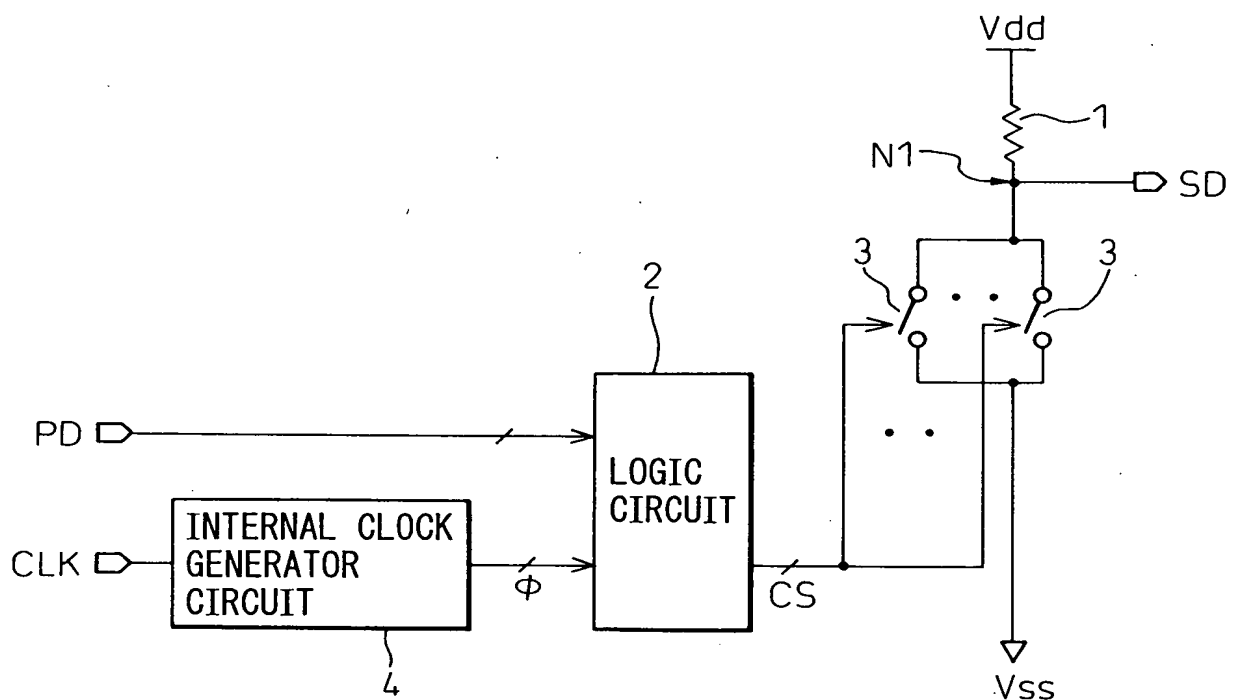 Vdd
1
N1
SD
3
3
2
PD
LOGIC
CIRCUIT
INTERNAL CLOCK
GENERATOR
CIRCUIT
CLK
Φ
CS
4
Vss